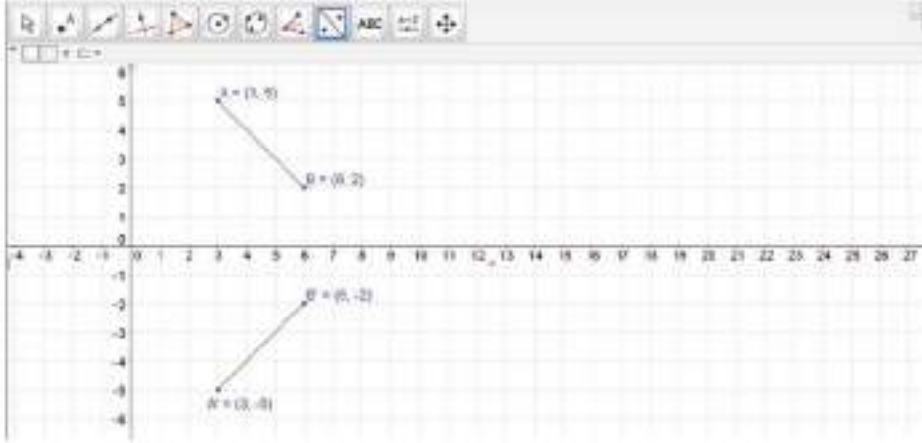 A
ABC
a=2
6
A = (3, 5)
5
4
3
B = (6, 2)
2
1
0
-4 -3 -2 -1 0 1 2 3 4 5 6 7 8 9 10 11 12 13 14 15 16 17 18 19 20 21 22 23 24 25 26 27
-1
B' = (6, -2)
-2
-3
-4
-5
A' = (3, -5)
-6